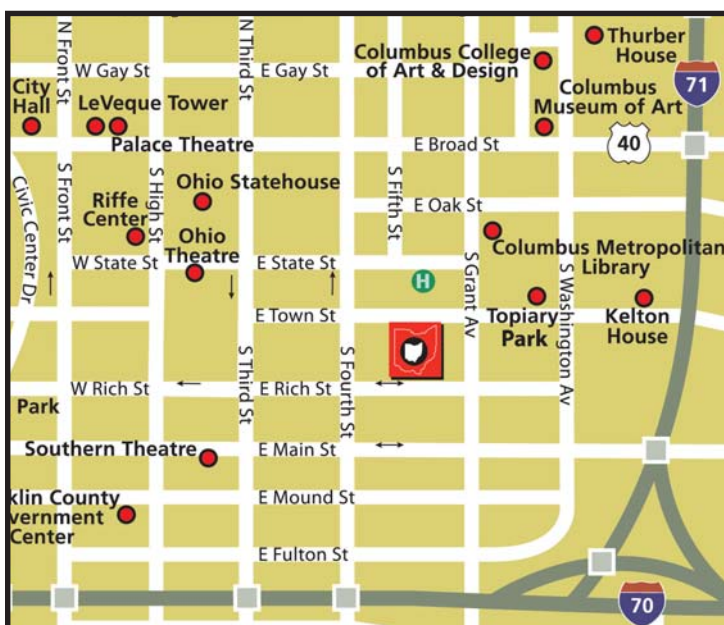 N Front St
N Third St
Thurber
House
Columbus College
of Art & Design
W Gay St
E Gay St
71
City
Hall
LeVeque Tower
Columbus
Museum of Art
Palace Theatre
E Broad St
40
Civic Center Dr
S Front St
S High St
Riffe
Center
Ohio Statehouse
S Fifth St
E Oak St
Ohio
Theatre
Columbus Metropolitan
Library
W State St
E State St
S Grant Av
S Washington Av
H
Topiary
Park
Kelton
House
E Town St
S Third St
S Fourth St
W Rich St
E Rich St
Park
Southern Theatre
E Main St
klin County
vernment
Center
E Mound St
E Fulton St
70